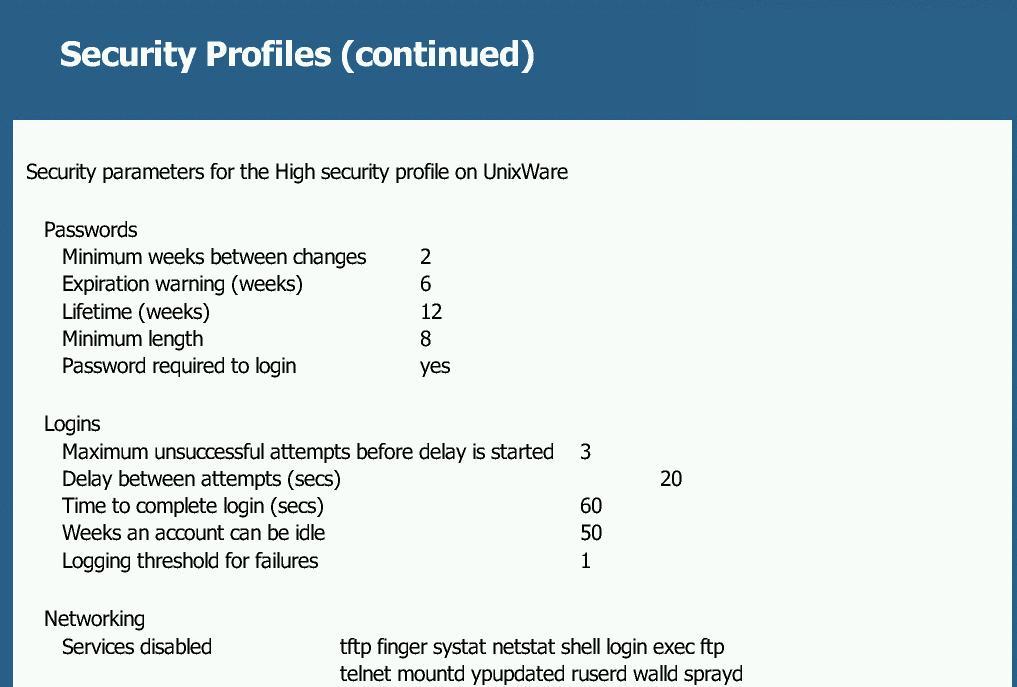 Security Profiles (continued)
Security parameters for the High security profile on UnixWare
Passwords
Minimum weeks between changes 2
Expiration warning (weeks) 6
Lifetime (weeks) 12
Minimum length 8
Password required to login yes
Logins
Maximum unsuccessful attempts before delay is started 3
Delay between attempts (secs) 20
Time to complete login (secs) 60
Weeks an account can be idle 50
Logging threshold for failures 1
Networking
Services disabled tftp finger systat netstat shell login exec ftp
telnet mountd ypupdated ruserd walld sprayd